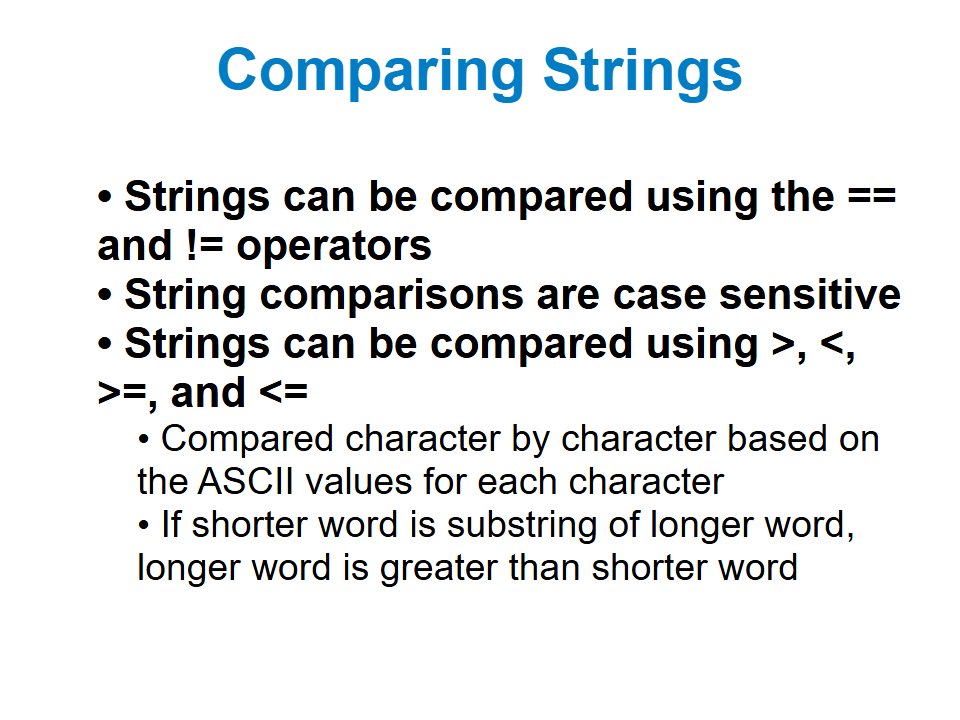 Comparing Strings
• Strings can be compared using the ==
and != operators
• String comparisons are case sensitive
• Strings can be compared using >, <,
>=, and <=
• Compared character by character based on
the ASCII values for each character
• If shorter word is substring of longer word,
longer word is greater than shorter word